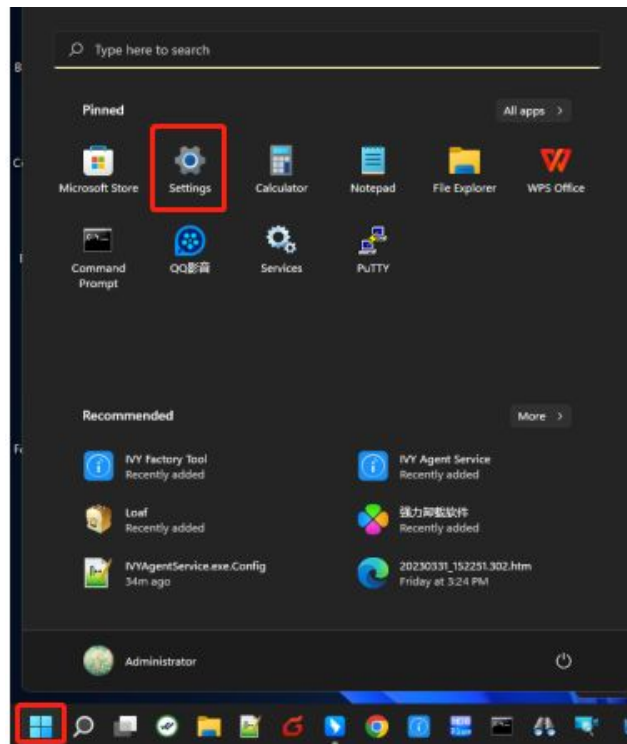 Type here to search
Pinned
All apps >
Microsoft Store
Settings
Calculator
Notepad
File Explorer
WPS Office
Command
Prompt
QQ影音
Services
PuTTY
Recommended
More >
IVY Factory Tool
Recently added
IVY Agent Service
Recently added
Loaf
Recently added
强力卸载软件
Recently added
IVYAgentService.exe.Config
34m ago
20230331_152251.302.htm
Friday at 3:24 PM
Administrator